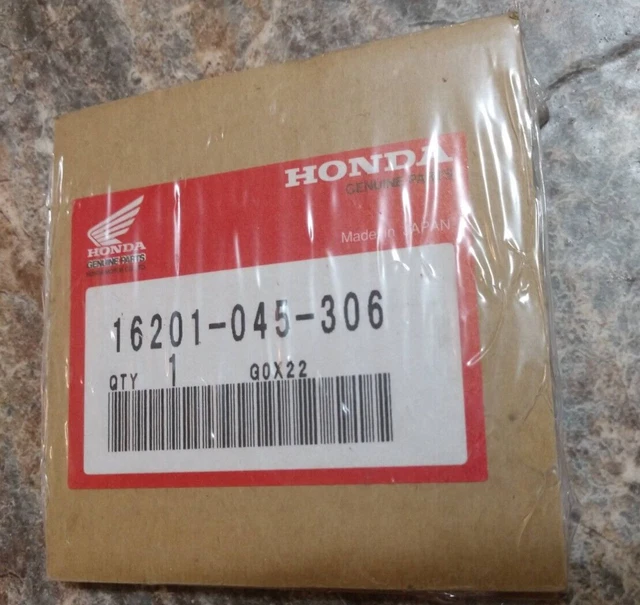 HONDA
GENUINE PARTS
Made in JAPAN
HONDA
GENUINE PARTS
16201-045-306
QTY 1 G0X22